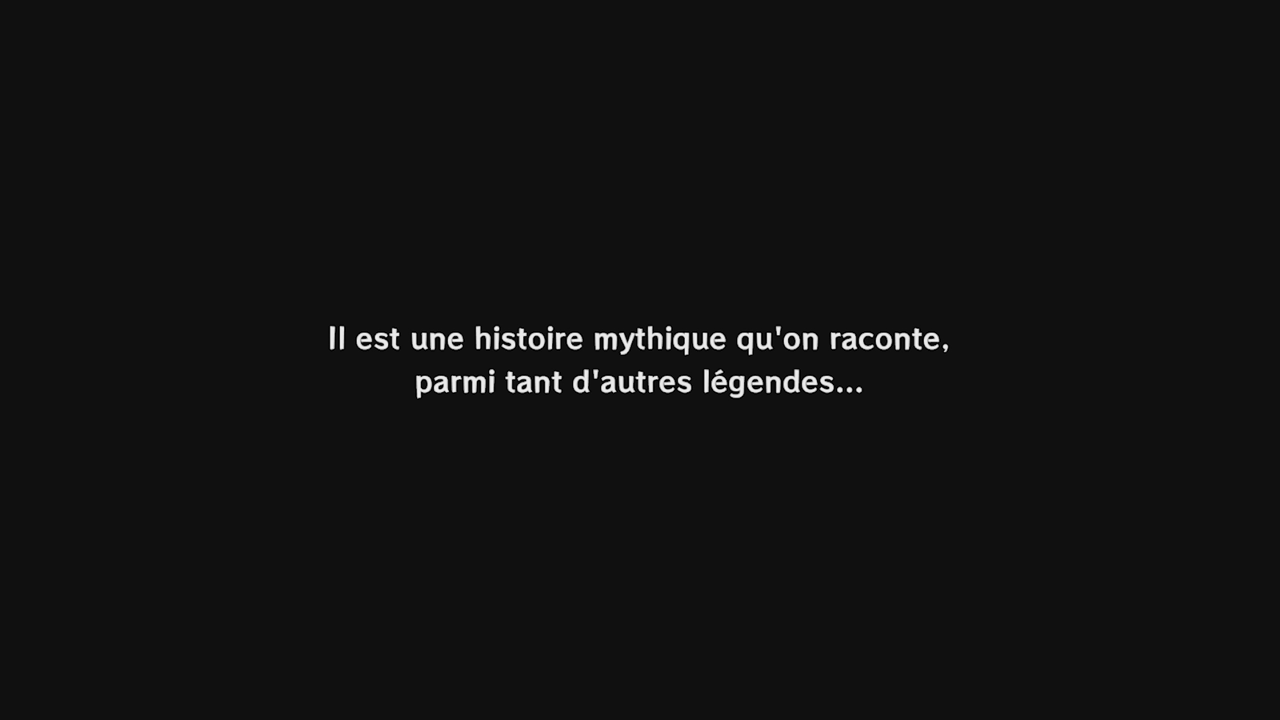 Il est une histoire mythique qu'on raconte,
parmi tant d'autres légendes...